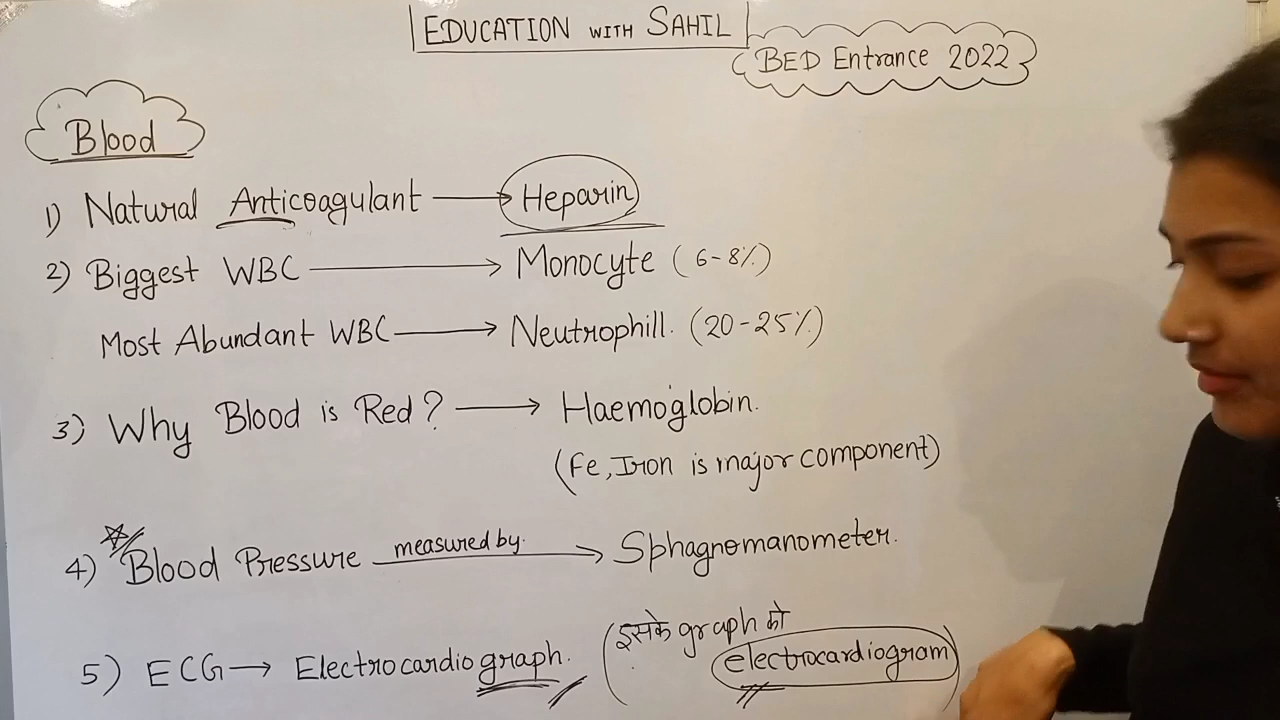 EDUCATION WITH SAHIL
BED Entrance 2022
Blood
1) Natural Anticoagulant → Heparin
2) Biggest WBC → Monocyte (6-8%)
Most Abundant WBC → Neutrophill. (20-25%)
3) Why Blood is Red? → Haemoglobin.
(Fe, Iron is major component)
4) Blood Pressure measured by. → Sphagnomanometer.
5) ECG → Electrocardiograph. (इसके graph को
electrocardiogram)